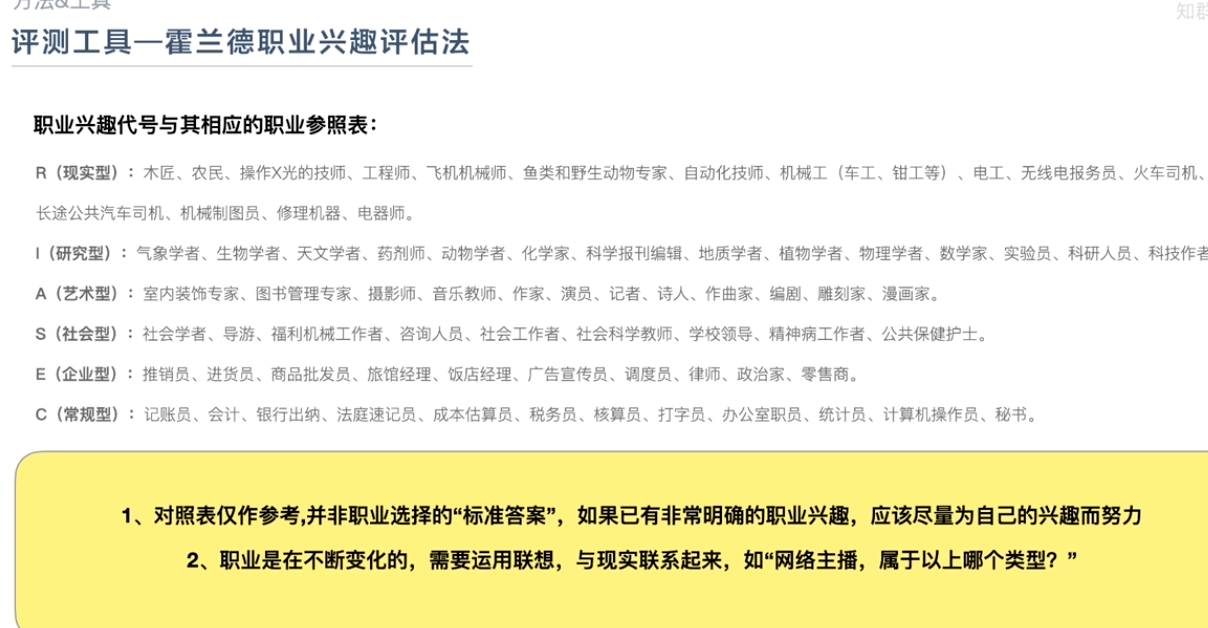 方法&工具
知群
评测工具—霍兰德职业兴趣评估法
职业兴趣代号与其相应的职业参照表：
R（现实型）：木匠、农民、操作X光的技师、工程师、飞机机械师、鱼类和野生动物专家、自动化技师、机械工（车工、钳工等）、电工、无线电报务员、火车司机、
长途公共汽车司机、机械制图员、修理机器、电器师。
I（研究型）：气象学者、生物学者、天文学者、药剂师、动物学者、化学家、科学报刊编辑、地质学者、植物学者、物理学者、数学家、实验员、科研人员、科技作者
A（艺术型）：室内装饰专家、图书管理专家、摄影师、音乐教师、作家、演员、记者、诗人、作曲家、编剧、雕刻家、漫画家。
S（社会型）：社会学者、导游、福利机械工作者、咨询人员、社会工作者、社会科学教师、学校领导、精神病工作者、公共保健护士。
E（企业型）：推销员、进货员、商品批发员、旅馆经理、饭店经理、广告宣传员、调度员、律师、政治家、零售商。
C（常规型）：记账员、会计、银行出纳、法庭速记员、成本估算员、税务员、核算员、打字员、办公室职员、统计员、计算机操作员、秘书。
1、对照表仅作参考,并非职业选择的“标准答案”，如果已有非常明确的职业兴趣，应该尽量为自己的兴趣而努力
2、职业是在不断变化的，需要运用联想，与现实联系起来，如“网络主播，属于以上哪个类型？”